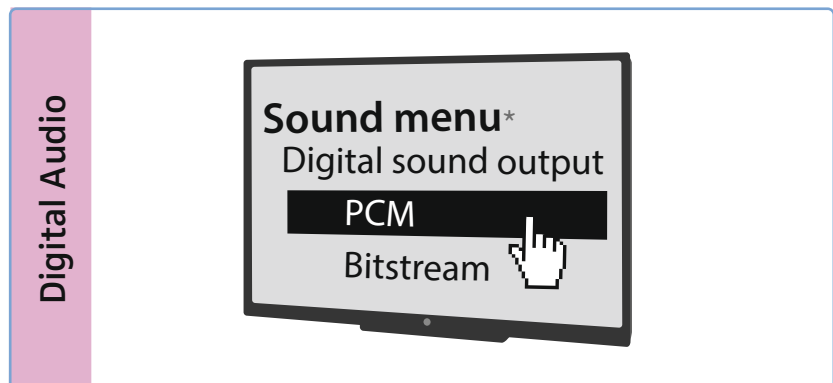 Digital Audio
Sound menu*
Digital sound output
PCM
Bitstream